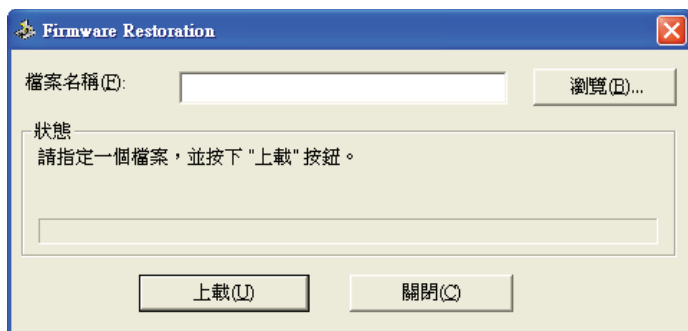 Firmware Restoration
檔案名稱(F):
瀏覽(B)...
狀態
請指定一個檔案，並按下 "上載" 按鈕。
上載(U)
關閉(C)